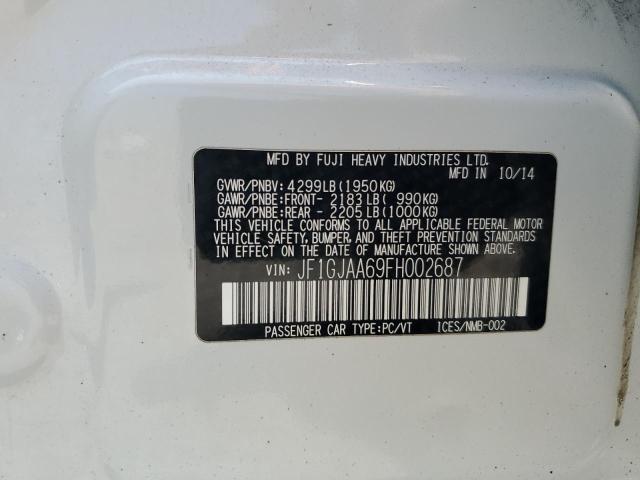 MFD BY FUJI HEAVY INDUSTRIES LTD.
MFD IN 10/14
GVWR/PNBV: 4299LB(1950KG)
GAWR/PNBE:FRONT- 2183LB( 990KG)
GAWR/PNBE:REAR - 2205LB(1000KG)
THIS VEHICLE CONFORMS TO ALL APPLICABLE FEDERAL MOTOR
VEHICLE SAFETY, BUMPER, AND THEFT PREVENTION STANDARDS
IN EFFECT ON THE DATE OF MANUFACTURE SHOWN ABOVE.
VIN: JF1GJAA69FH002687
PASSENGER CAR TYPE:PC/VT ICES/NMB-002